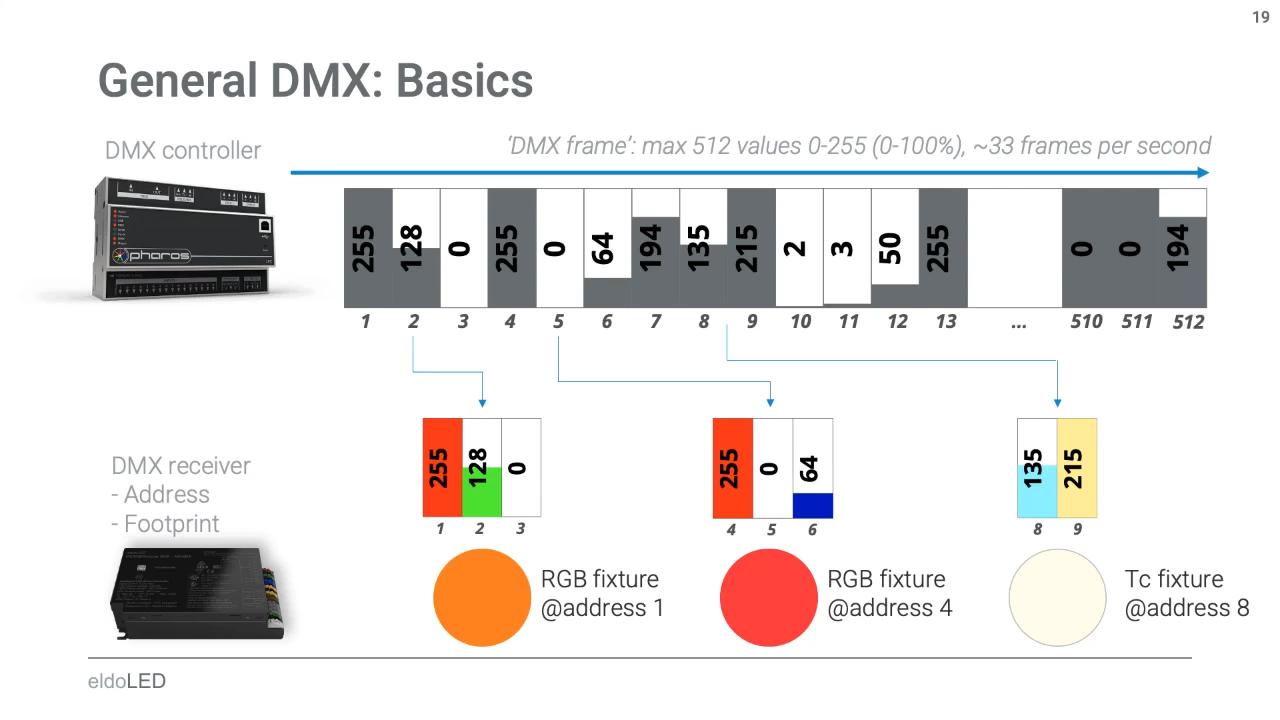 19
General DMX: Basics
DMX controller
‘DMX frame’: max 512 values 0-255 (0-100%), ~33 frames per second
pharos
255 128 0 255 0 64 194 135 215 2 3 50 255 0 0 194
1 2 3 4 5 6 7 8 9 10 11 12 13 ... 510 511 512
DMX receiver
- Address
- Footprint
255 128 0
1 2 3
255 0 64
4 5 6
135 215
8 9
RGB fixture
@address 1
RGB fixture
@address 4
Tc fixture
@address 8
eldoLED